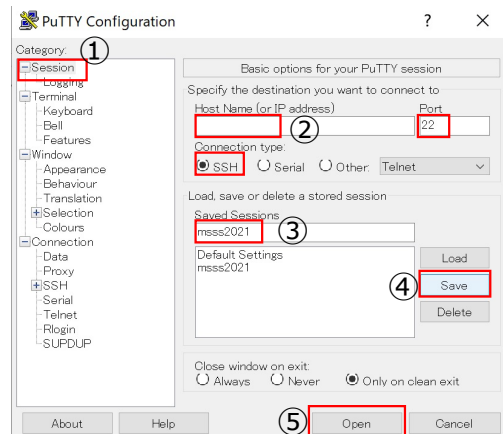 PuTTY Configuration ? ×
Category:
①
Session
Logging
Terminal
Keyboard
Bell
Features
Window
Appearance
Behaviour
Translation
Selection
Colours
Connection
Data
Proxy
SSH
Serial
Telnet
Rlogin
SUPDUP
Basic options for your PuTTY session
Specify the destination you want to connect to
Host Name (or IP address) Port
② 22
Connection type:
SSH Serial Other: Telnet
Load, save or delete a stored session
Saved Sessions
msss2021 ③
Default Settings
msss2021
Load
④ Save
Delete
Close window on exit:
Always Never Only on clean exit
About Help ⑤ Open Cancel